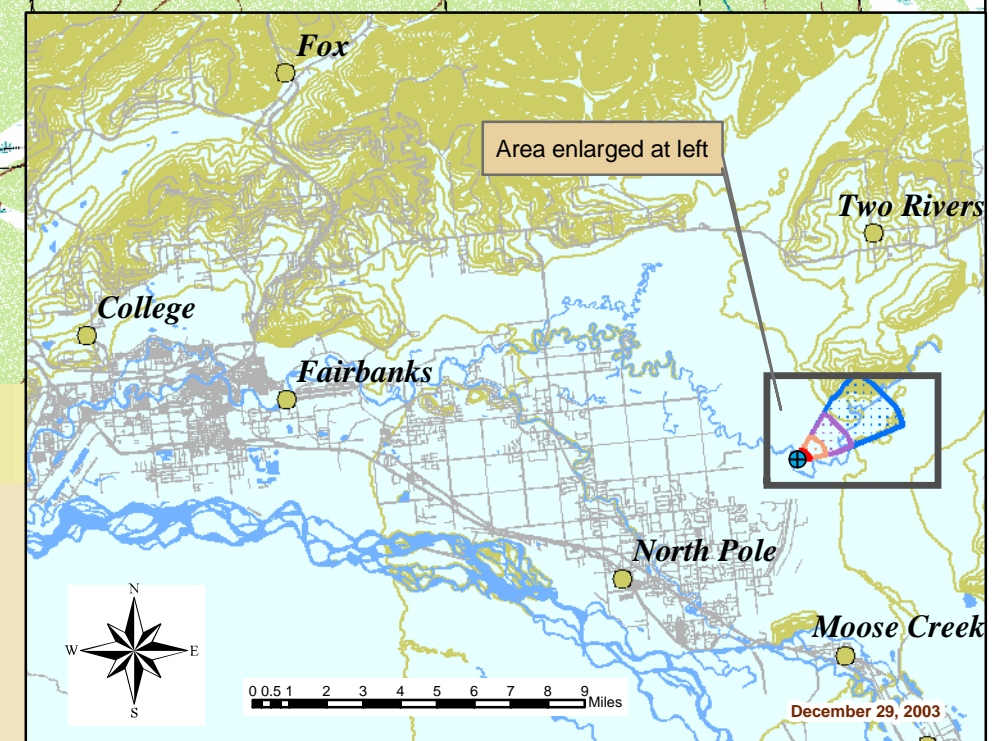 Fox
Area enlarged at left
Two Rivers
College
Fairbanks
North Pole
Moose Creek
N
W E
S
0 0.5 1 2 3 4 5 6 7 8 9
Miles
December 29, 2003